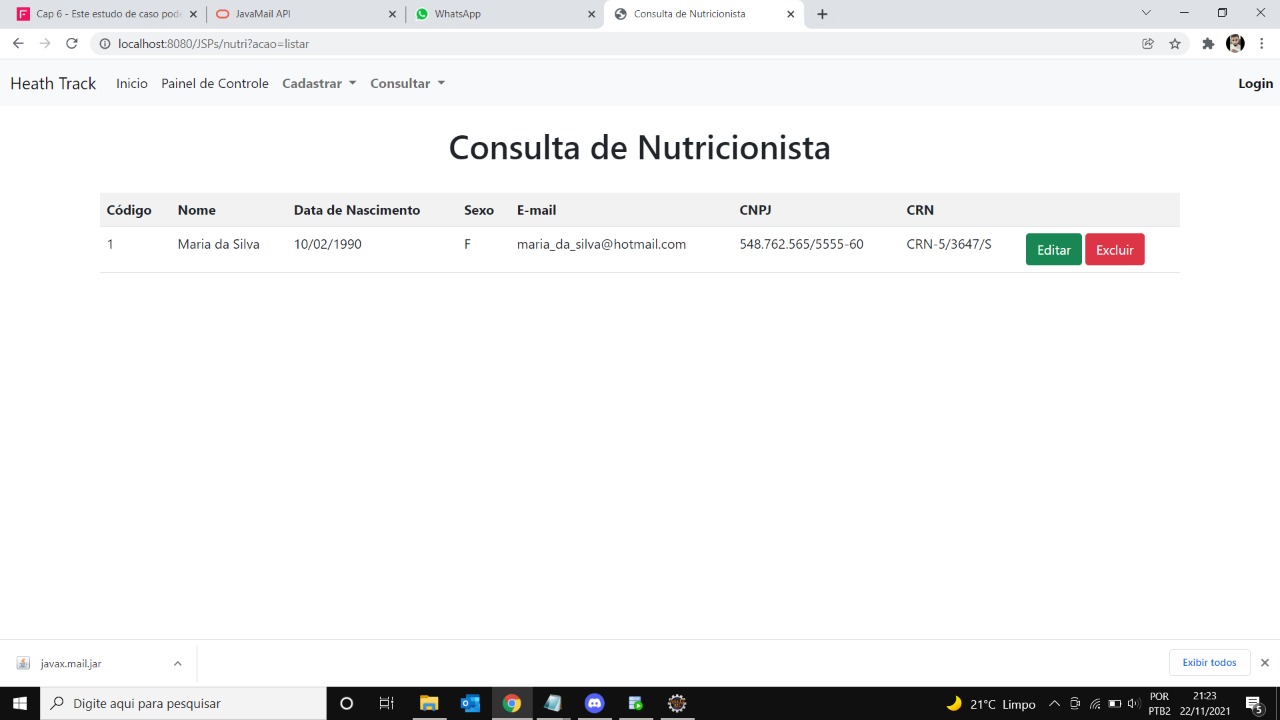 Cap 6 - Este estudo de caso pod
JavaMail API
WhatsApp
Consulta de Nutricionista
localhost:8080/JSPs/nutri?acao=listar
Heath Track Inicio Painel de Controle Cadastrar Consultar Login
Consulta de Nutricionista
Código Nome Data de Nascimento Sexo E-mail CNPJ CRN
1 Maria da Silva 10/02/1990 F maria_da_silva@hotmail.com 548.762.565/5555-60 CRN-5/3647/S Editar Excluir
javax.mail.jar Exibir todos
Digite aqui para pesquisar 21°C Limpo POR 21:23
PTB2 22/11/2021 5